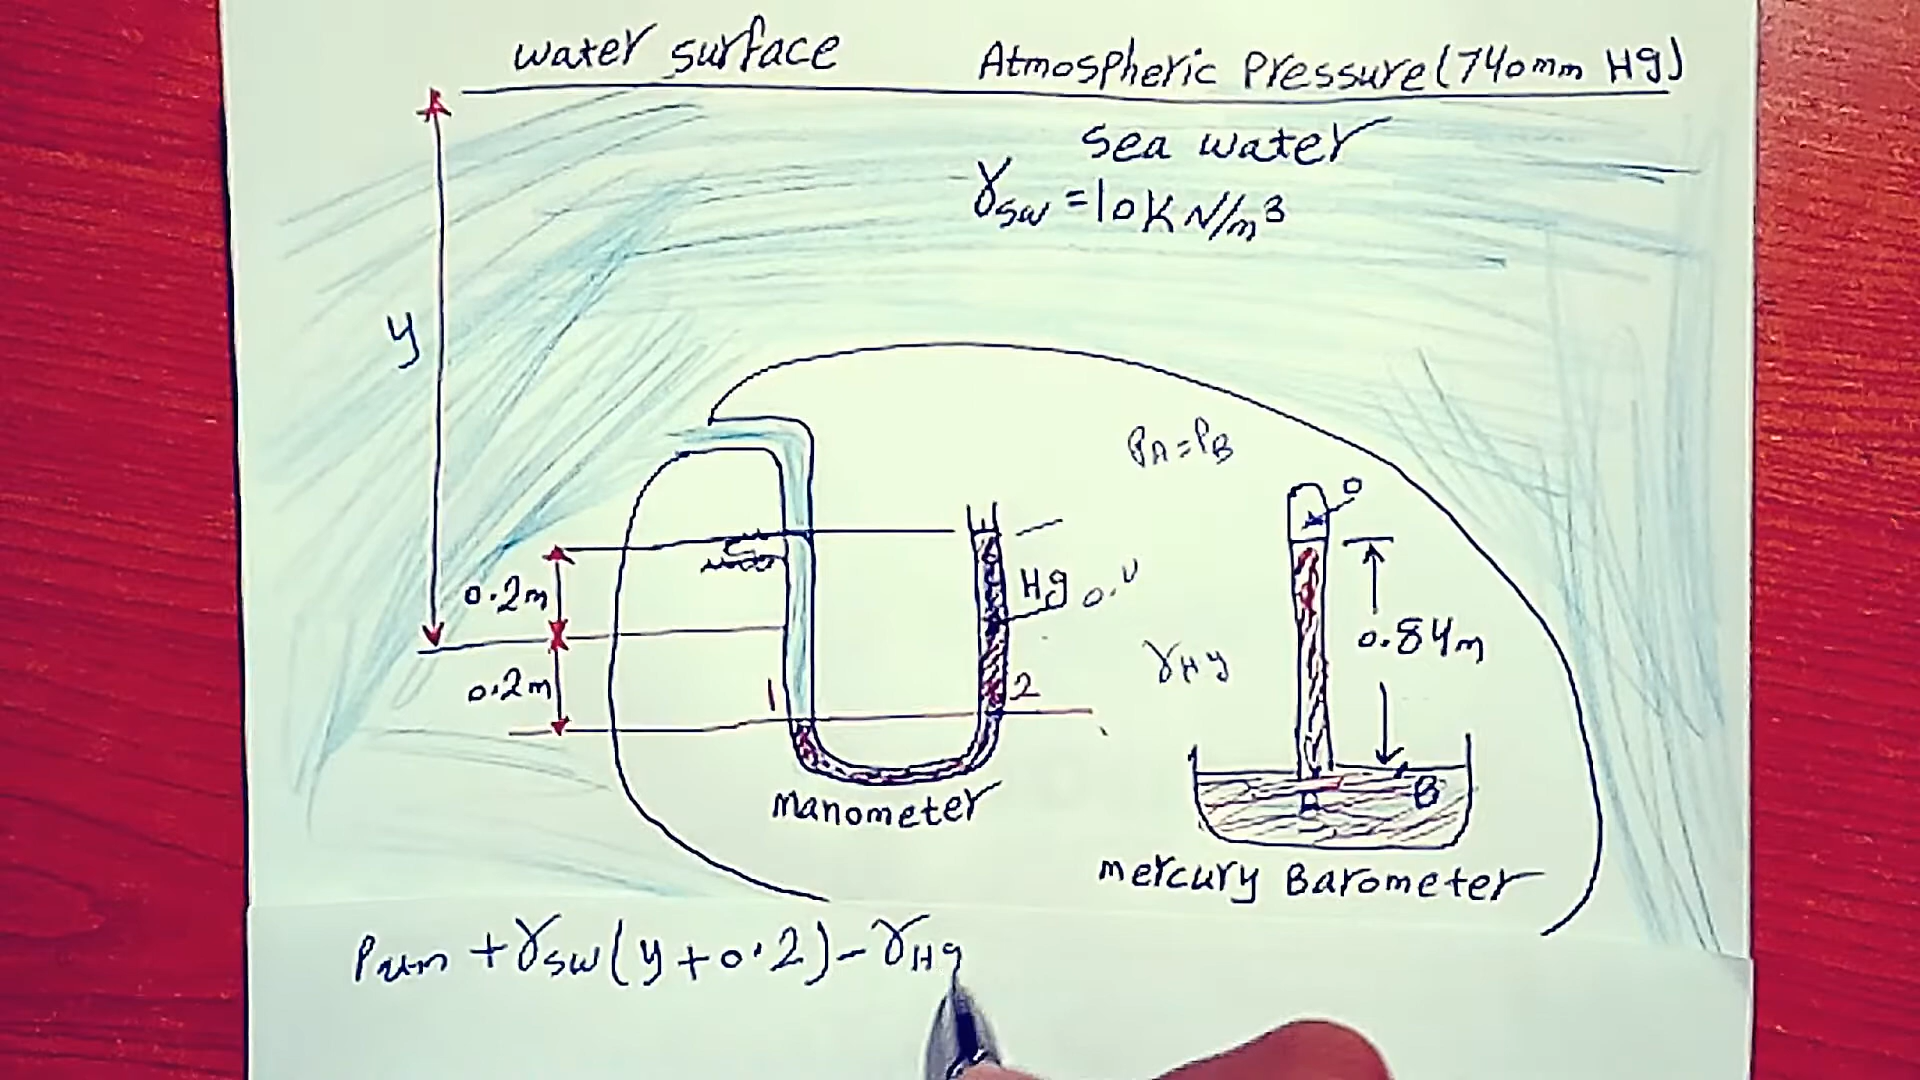 water surface
Atmospheric Pressure (740mm Hg)
sea water
γsw = 10 kN/m³
y
PA = PB
0
0.2m
Hg
0.84m
γHg
0.2m
1
2
A
B
manometer
mercury Barometer
Patm + γsw (y + 0.2) - γHg